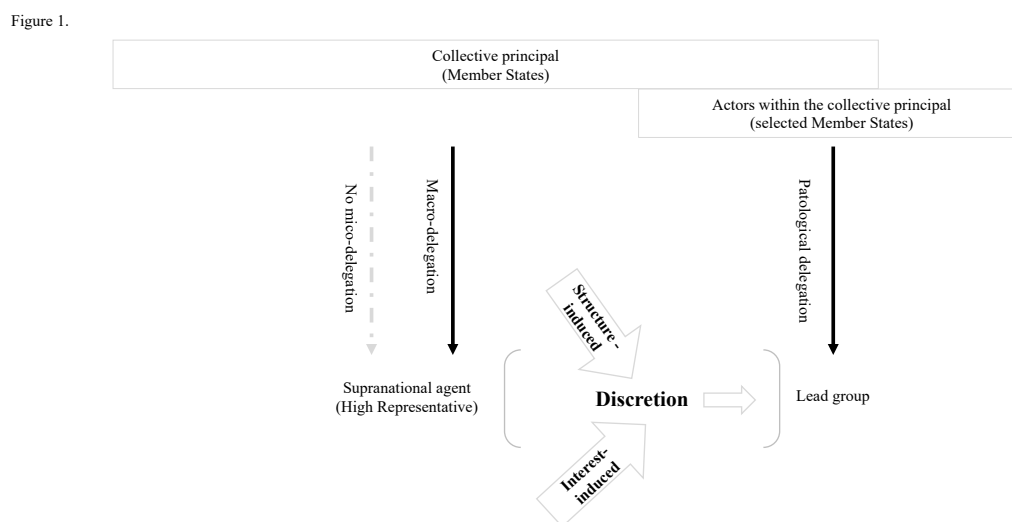 Figure 1.
Collective principal
(Member States)
Actors within the collective principal
(selected Member States)
No mico-delegation
Macro-delegation
Patological delegation
Structure -
induced
Supranational agent
(High Representative)
Discretion
Lead group
Interest-
induced